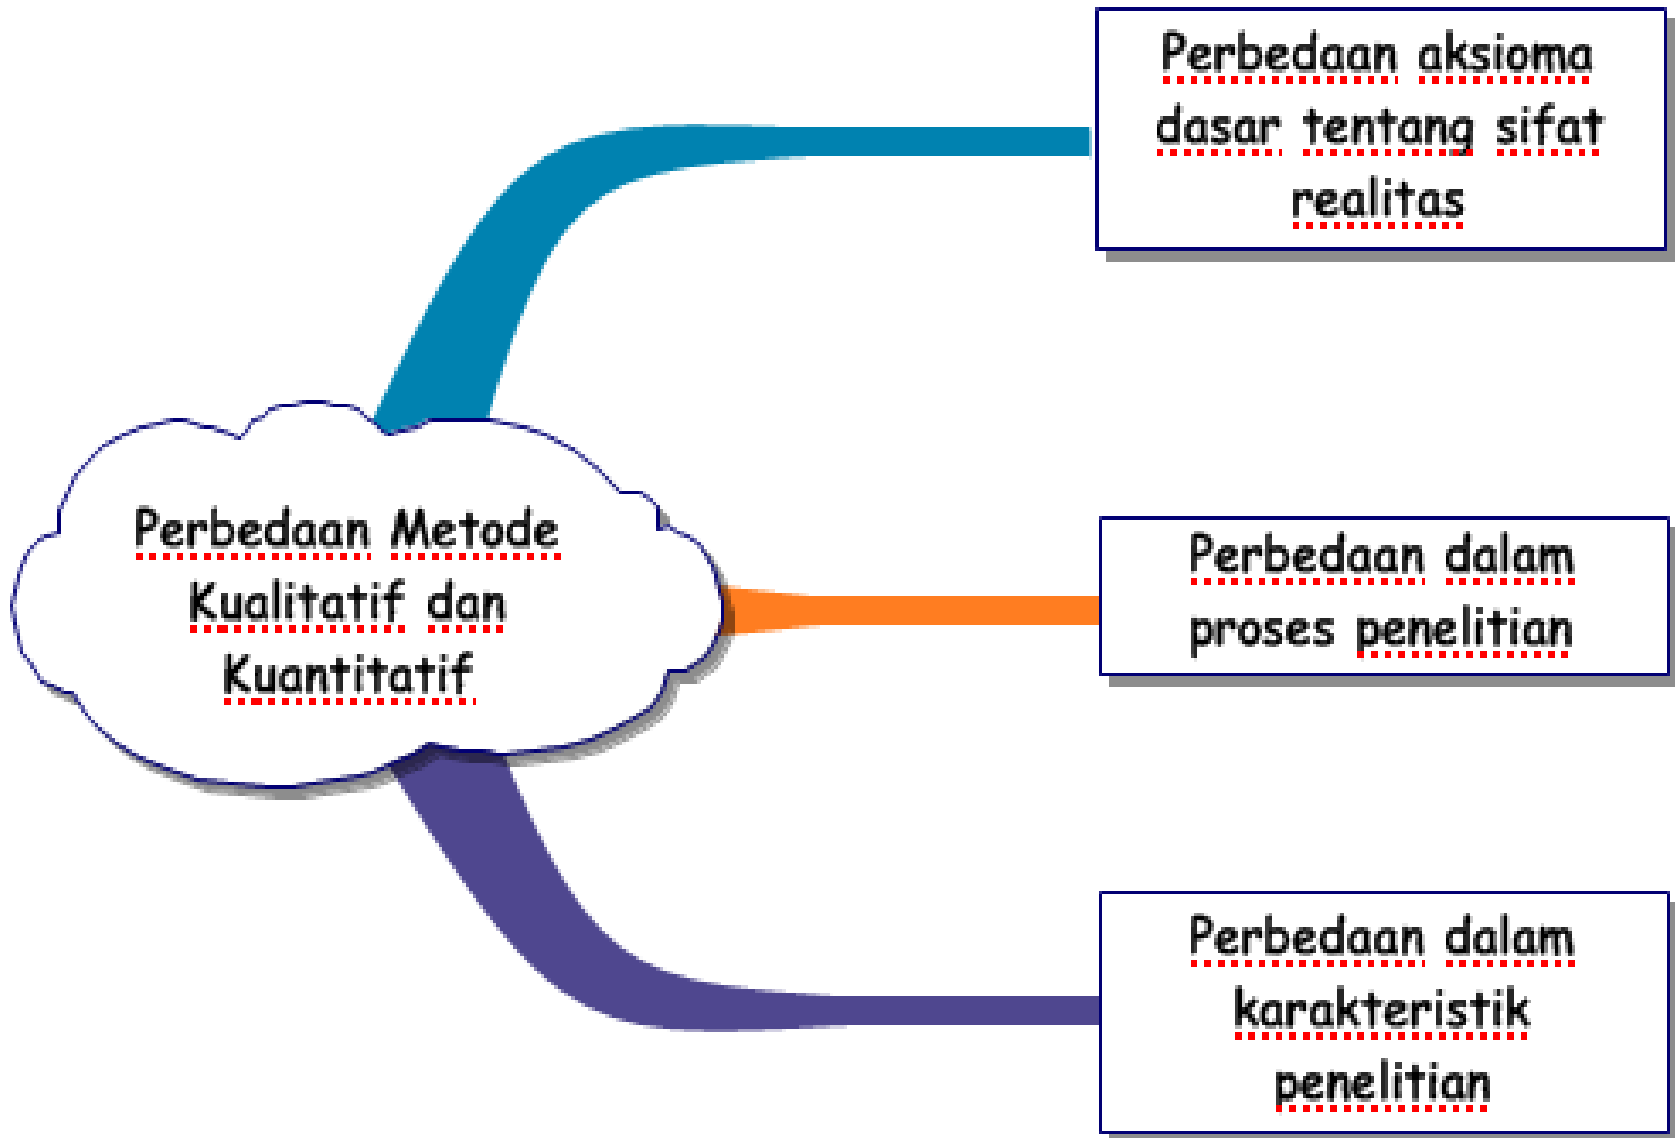 Perbedaan aksioma
dasar tentang sifat
realitas
Perbedaan Metode
Kualitatif dan
Kuantitatif
Perbedaan dalam
proses penelitian
Perbedaan dalam
karakteristik
penelitian